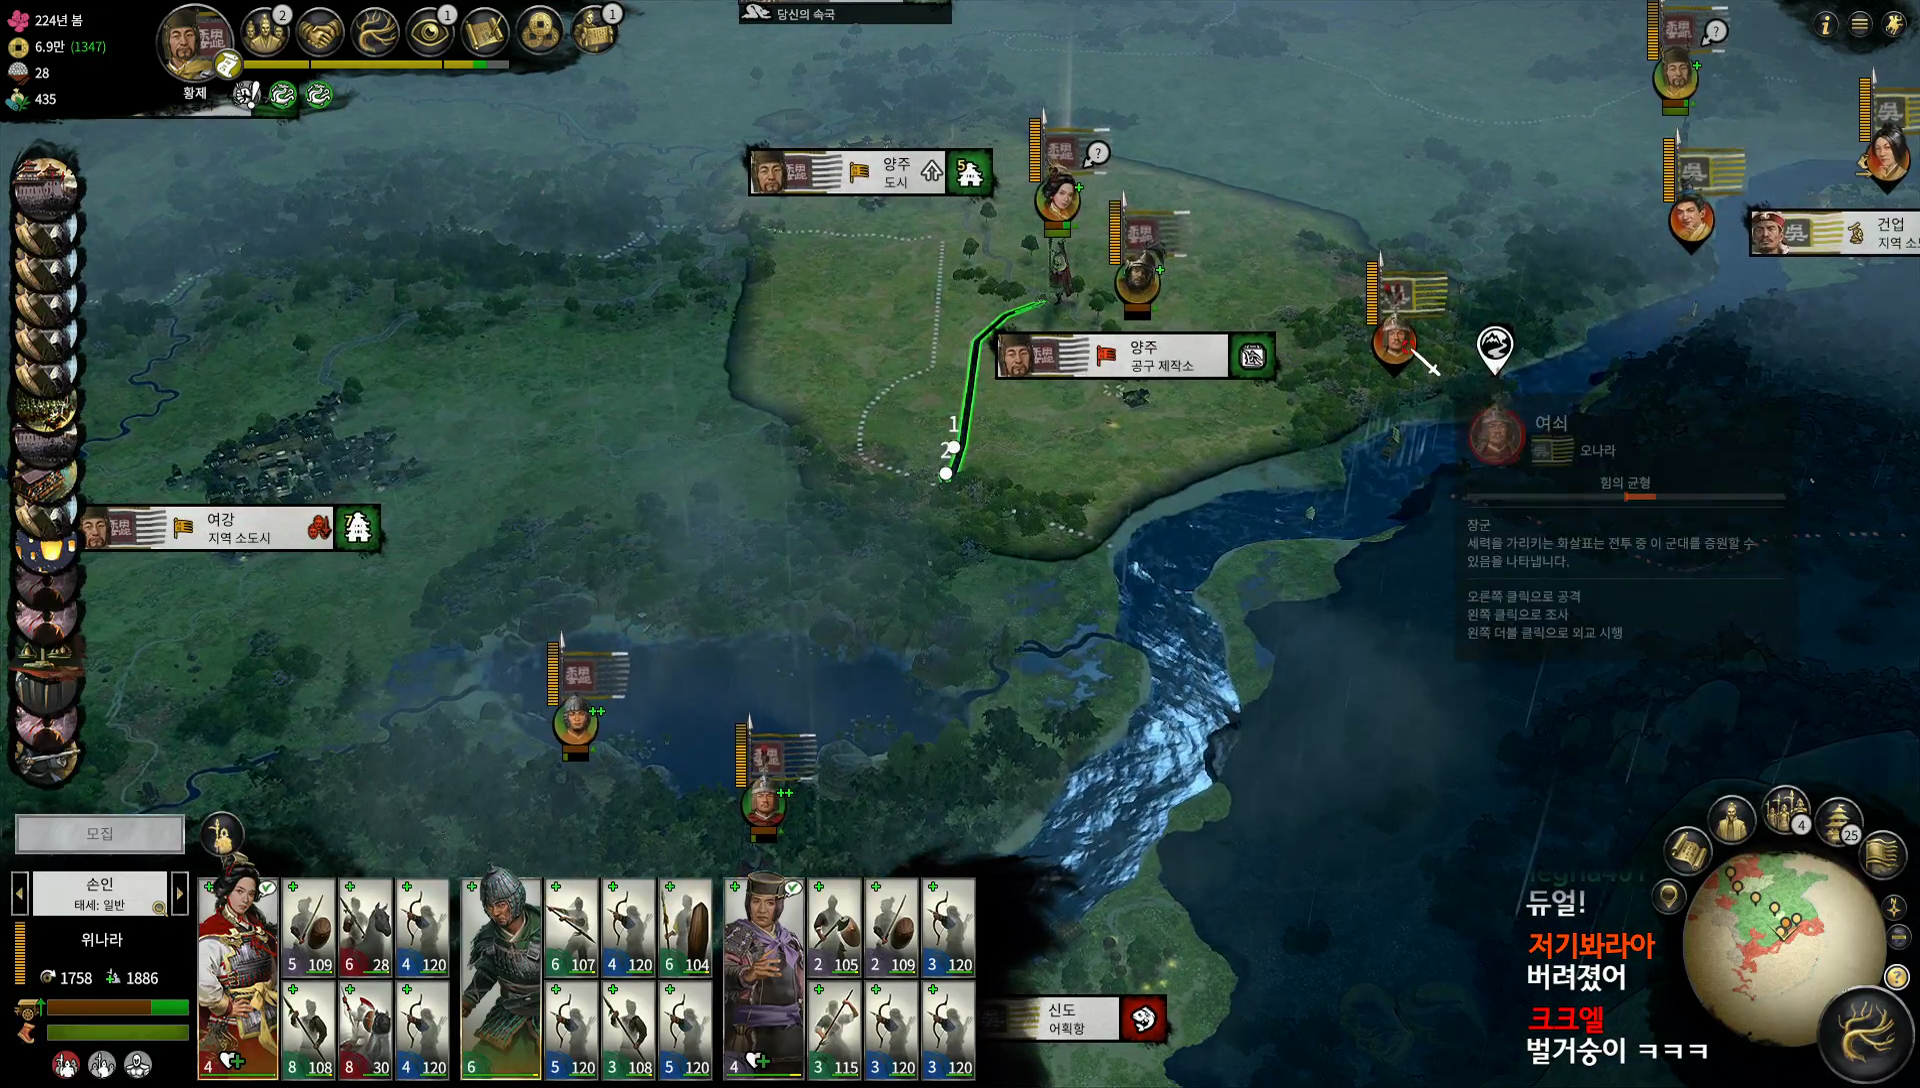 224년 봄
6.9만 (1347)
28
435
황제
2
1
1
당신의 속국
양주
도시
5
?
?
양주
공구 제작소
건업
지역 소
여강
지역 소도시
7
1
2
여쇠
오나라
힘의 균형
장군
세력을 가리키는 화살표는 전투 중 이 군대를 증원할 수
있음을 나타냅니다.
오른쪽 클릭으로 공격
왼쪽 클릭으로 조사
왼쪽 더블 클릭으로 외교 시행
모집
손인
태세: 일반
위나라
1758 1886
5 109 6 28 4 120
6 107 4 120 6 104
2 105 2 109 3 120
4 8 108 8 30 4 120
6 5 120 3 108 5 120
4 3 115 3 120 3 120
신도
어획항
4
25
N
?
듀얼!
저기봐라아
버려졌어
크크엘
벌거숭이 ㅋㅋㅋ